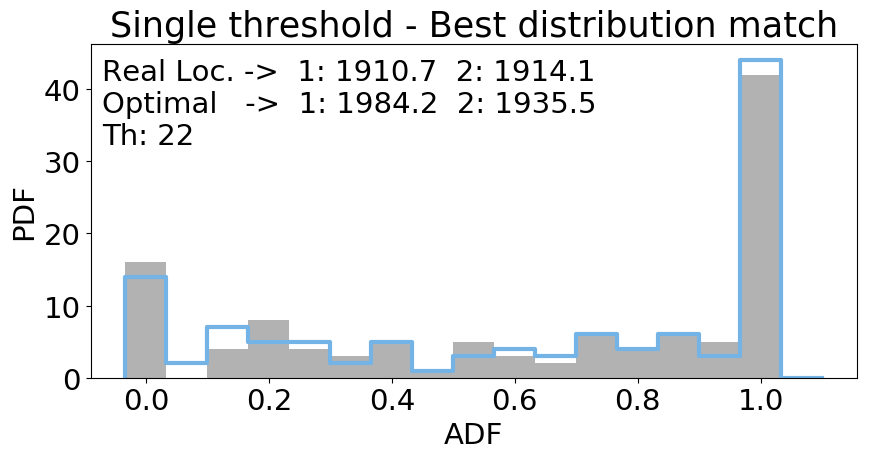 Single threshold - Best distribution match
Real Loc. -> 1: 1910.7 2: 1914.1
Optimal -> 1: 1984.2 2: 1935.5
Th: 22
PDF
40
30
20
10
0
0.0 0.2 0.4 0.6 0.8 1.0
ADF